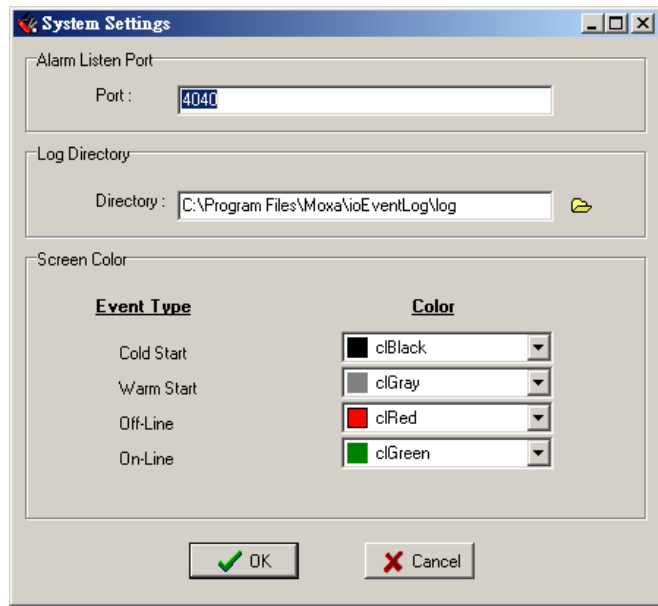 System Settings
Alarm Listen Port
Port : 4040
Log Directory
Directory : C:\Program Files\Moxa\ioEventLog\log
Screen Color
Event Type Color
Cold Start clBlack
Warm Start clGray
Off-Line clRed
On-Line clGreen
OK Cancel